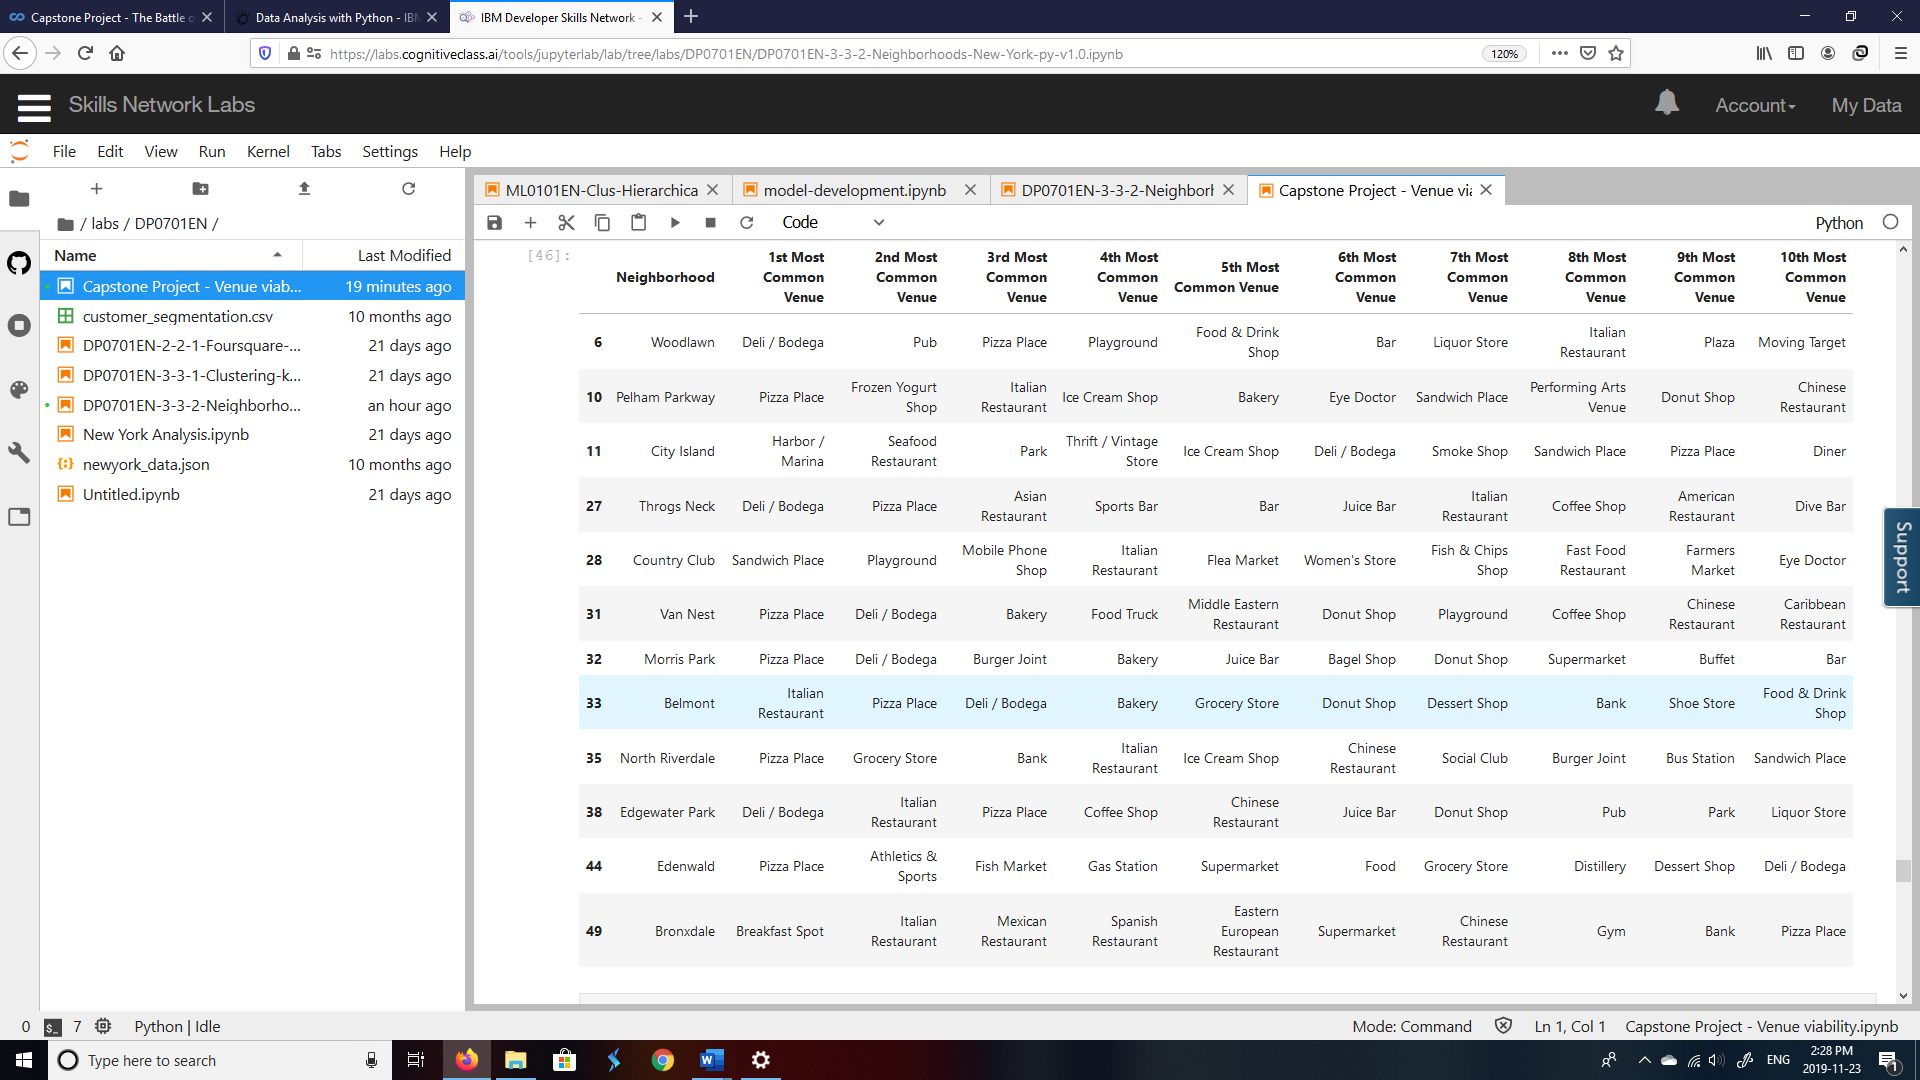 Capstone Project - The Battle o
Data Analysis with Python - IBM
IBM Developer Skills Network -
https://labs.cognitiveclass.ai/tools/jupyterlab/lab/tree/labs/DP0701EN/DP0701EN-3-3-2-Neighborhoods-New-York-py-v1.0.ipynb
120%
Skills Network Labs
Account
My Data
File Edit View Run Kernel Tabs Settings Help
/ labs / DP0701EN /
Name Last Modified
Capstone Project - Venue viab... 19 minutes ago
customer_segmentation.csv 10 months ago
DP0701EN-2-2-1-Foursquare-... 21 days ago
DP0701EN-3-3-1-Clustering-k... 21 days ago
DP0701EN-3-3-2-Neighborho... an hour ago
New York Analysis.ipynb 21 days ago
newyork_data.json 10 months ago
Untitled.ipynb 21 days ago
ML0101EN-Clus-Hierarchica
model-development.ipynb
DP0701EN-3-3-2-Neighborl
Capstone Project - Venue via
Code
Python
[46]:
Neighborhood 1st Most Common Venue 2nd Most Common Venue 3rd Most Common Venue 4th Most Common Venue 5th Most Common Venue 6th Most Common Venue 7th Most Common Venue 8th Most Common Venue 9th Most Common Venue 10th Most Common Venue
6 Woodlawn Deli / Bodega Pub Pizza Place Playground Food & Drink Shop Bar Liquor Store Italian Restaurant Plaza Moving Target
10 Pelham Parkway Pizza Place Frozen Yogurt Shop Italian Restaurant Ice Cream Shop Bakery Eye Doctor Sandwich Place Performing Arts Venue Donut Shop Chinese Restaurant
11 City Island Harbor / Marina Seafood Restaurant Park Thrift / Vintage Store Ice Cream Shop Deli / Bodega Smoke Shop Sandwich Place Pizza Place Diner
27 Throgs Neck Deli / Bodega Pizza Place Asian Restaurant Sports Bar Bar Juice Bar Italian Restaurant Coffee Shop American Restaurant Dive Bar
28 Country Club Sandwich Place Playground Mobile Phone Shop Italian Restaurant Flea Market Women's Store Fish & Chips Shop Fast Food Restaurant Farmers Market Eye Doctor
31 Van Nest Pizza Place Deli / Bodega Bakery Food Truck Middle Eastern Restaurant Donut Shop Playground Coffee Shop Chinese Restaurant Caribbean Restaurant
32 Morris Park Pizza Place Deli / Bodega Burger Joint Bakery Juice Bar Bagel Shop Donut Shop Supermarket Buffet Bar
33 Belmont Italian Restaurant Pizza Place Deli / Bodega Bakery Grocery Store Donut Shop Dessert Shop Bank Shoe Store Food & Drink Shop
35 North Riverdale Pizza Place Grocery Store Bank Italian Restaurant Ice Cream Shop Chinese Restaurant Social Club Burger Joint Bus Station Sandwich Place
38 Edgewater Park Deli / Bodega Italian Restaurant Pizza Place Coffee Shop Chinese Restaurant Juice Bar Donut Shop Pub Park Liquor Store
44 Edenwald Pizza Place Athletics & Sports Fish Market Gas Station Supermarket Food Grocery Store Distillery Dessert Shop Deli / Bodega
49 Bronxdale Breakfast Spot Italian Restaurant Mexican Restaurant Spanish Restaurant Eastern European Restaurant Supermarket Chinese Restaurant Gym Bank Pizza Place
Support
0 $_ 7 Python | Idle
Mode: Command Ln 1, Col 1 Capstone Project - Venue viability.ipynb
Type here to search
ENG
2:28 PM
2019-11-23
1